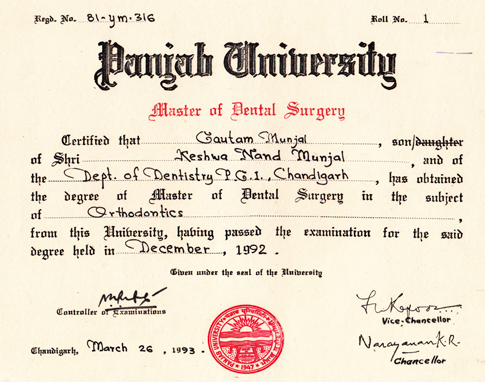 Regd. No. 81-ym-316 Roll No. 1
Panjab University
Master of Dental Surgery
Certified that Gautam Munjal, son/daughter
of Shri Keshwa Nand Munjal, and of
the Dept. of Dentistry P.G.I., Chandigarh, has obtained
the degree of Master of Dental Surgery in the subject
of Orthodontics,
from this University, having passed the examination for the said
degree held in December, 1992.
Given under the seal of the University
Controller of Examinations
Vice-Chancellor
Chandigarh, March 26, 1993.
PANJAB UNIVERSITY
1947
Narayanan K.R.
Chancellor